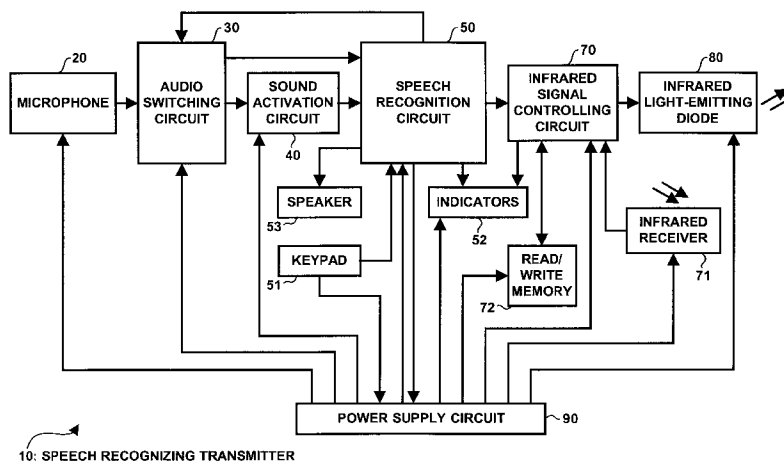 20
MICROPHONE
30
AUDIO
SWITCHING
CIRCUIT
SOUND
ACTIVATION
CIRCUIT
40
50
SPEECH
RECOGNITION
CIRCUIT
70
INFRARED
SIGNAL
CONTROLLING
CIRCUIT
80
INFRARED
LIGHT-EMITTING
DIODE
SPEAKER
53
INDICATORS
52
INFRARED
RECEIVER
71
KEYPAD
51
READ/
WRITE
MEMORY
72
POWER SUPPLY CIRCUIT
90
10: SPEECH RECOGNIZING TRANSMITTER